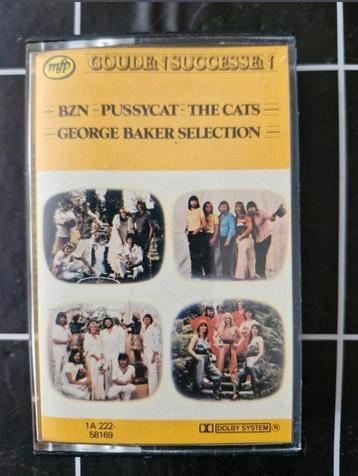 mfp GOUDEN SUCCESSEN
BZN - PUSSYCAT - THE CATS
GEORGE BAKER SELECTION
1A 222-
58169
DOLBY SYSTEM ®